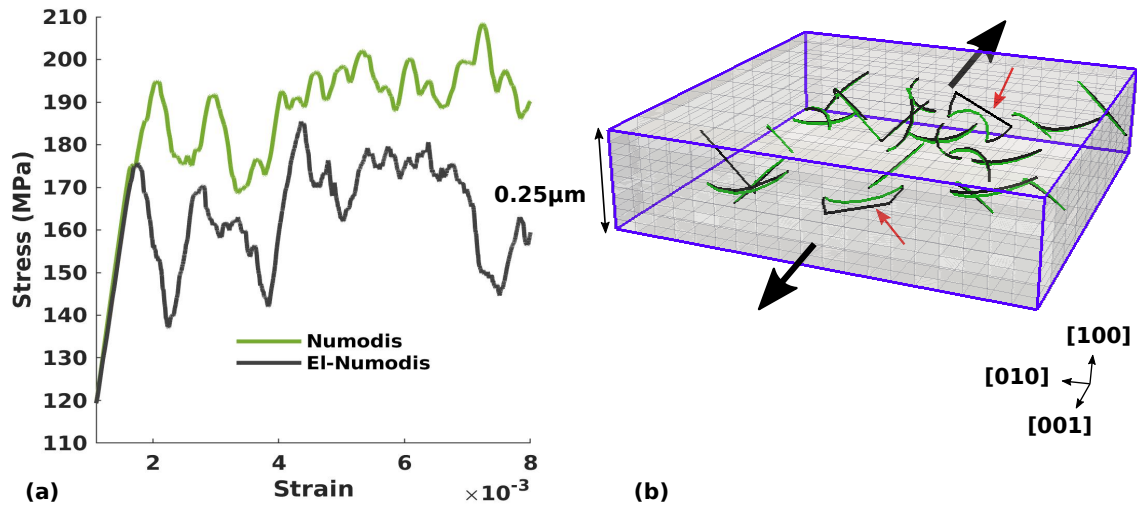 210
200
190
180
170
160
150
140
130
120
110
Stress (MPa)
2
4
6
8
Strain
×10⁻³
Numodis
El-Numodis
(a)
0.25µm
[100]
[010]
[001]
(b)